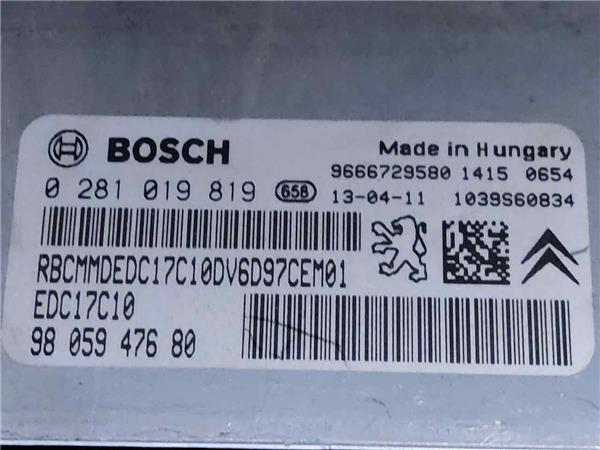 BOSCH
Made in Hungary
9666729580 1415 0654
0 281 019 819 658
13-04-11 1039S60834
RBCMMDEDC17C10DV6D97CEM01
EDC17C10
98 059 476 80